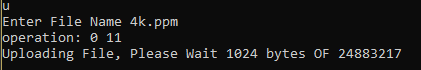 u
Enter File Name 4k.ppm
operation: 0 11
Uploading File, Please Wait 1024 bytes OF 24883217